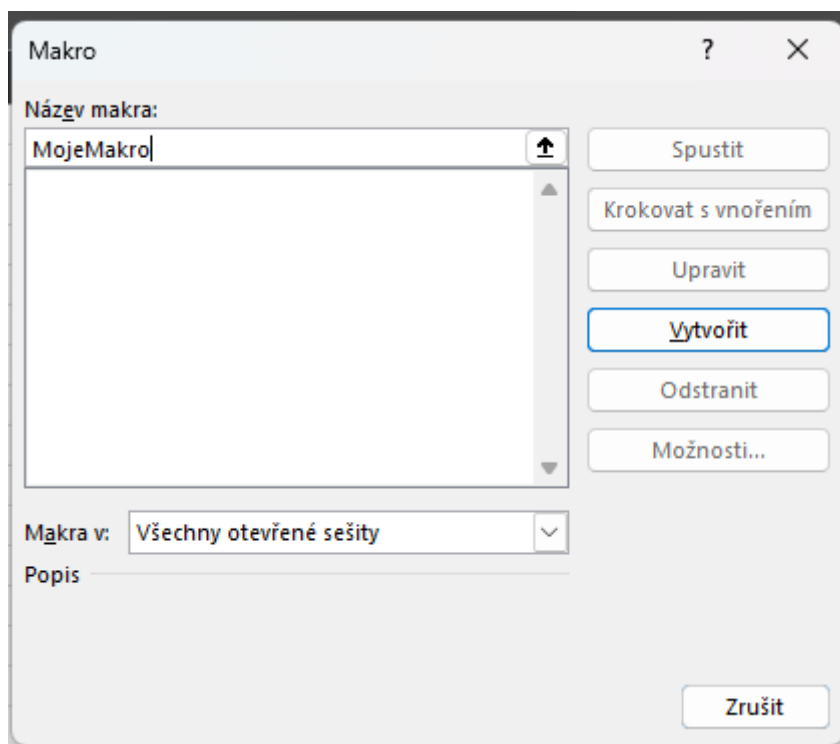 Makro
?
Název makra:
MojeMakro
Spustit
Krokovat s vnořením
Upravit
Vytvořit
Odstranit
Možnosti...
Makra v:
Všechny otevřené sešity
Popis
Zrušit